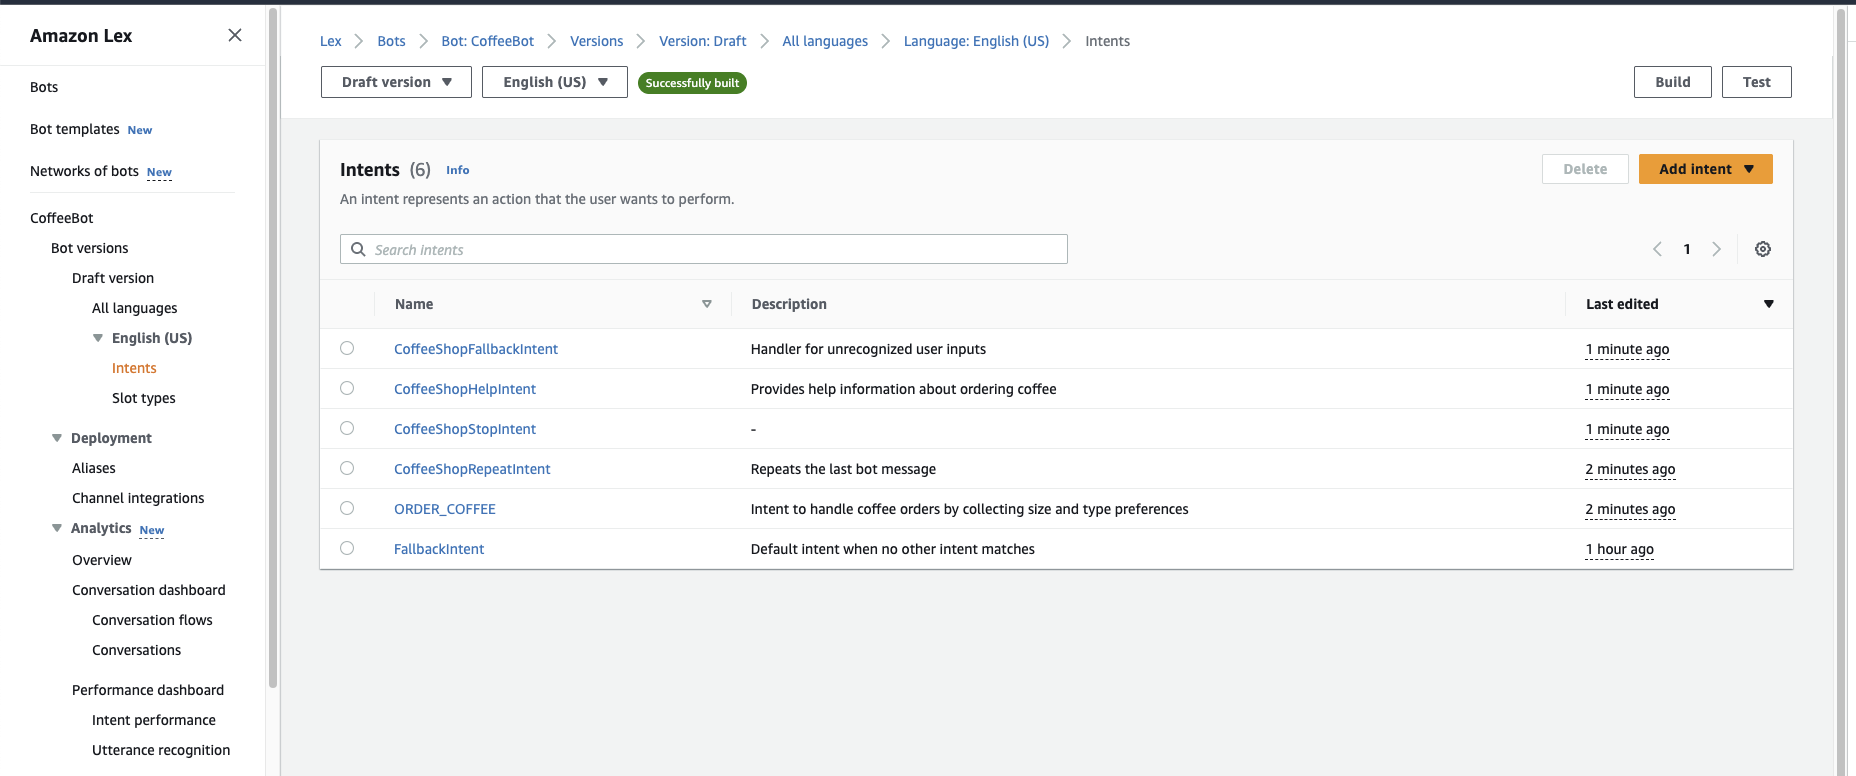 Amazon Lex
Bots
Bot templates New
Networks of bots New
CoffeeBot
Bot versions
Draft version
All languages
English (US)
Intents
Slot types
Deployment
Aliases
Channel integrations
Analytics New
Overview
Conversation dashboard
Conversation flows
Conversations
Performance dashboard
Intent performance
Utterance recognition
Lex Bots Bot: CoffeeBot Versions Version: Draft All languages Language: English (US) Intents
Draft version English (US) Successfully built Build Test
Intents (6) Info Delete Add intent
An intent represents an action that the user wants to perform.
Search intents 1
Name Description Last edited
CoffeeShopFallbackIntent Handler for unrecognized user inputs 1 minute ago
CoffeeShopHelpIntent Provides help information about ordering coffee 1 minute ago
CoffeeShopStopIntent - 1 minute ago
CoffeeShopRepeatIntent Repeats the last bot message 2 minutes ago
ORDER_COFFEE Intent to handle coffee orders by collecting size and type preferences 2 minutes ago
FallbackIntent Default intent when no other intent matches 1 hour ago